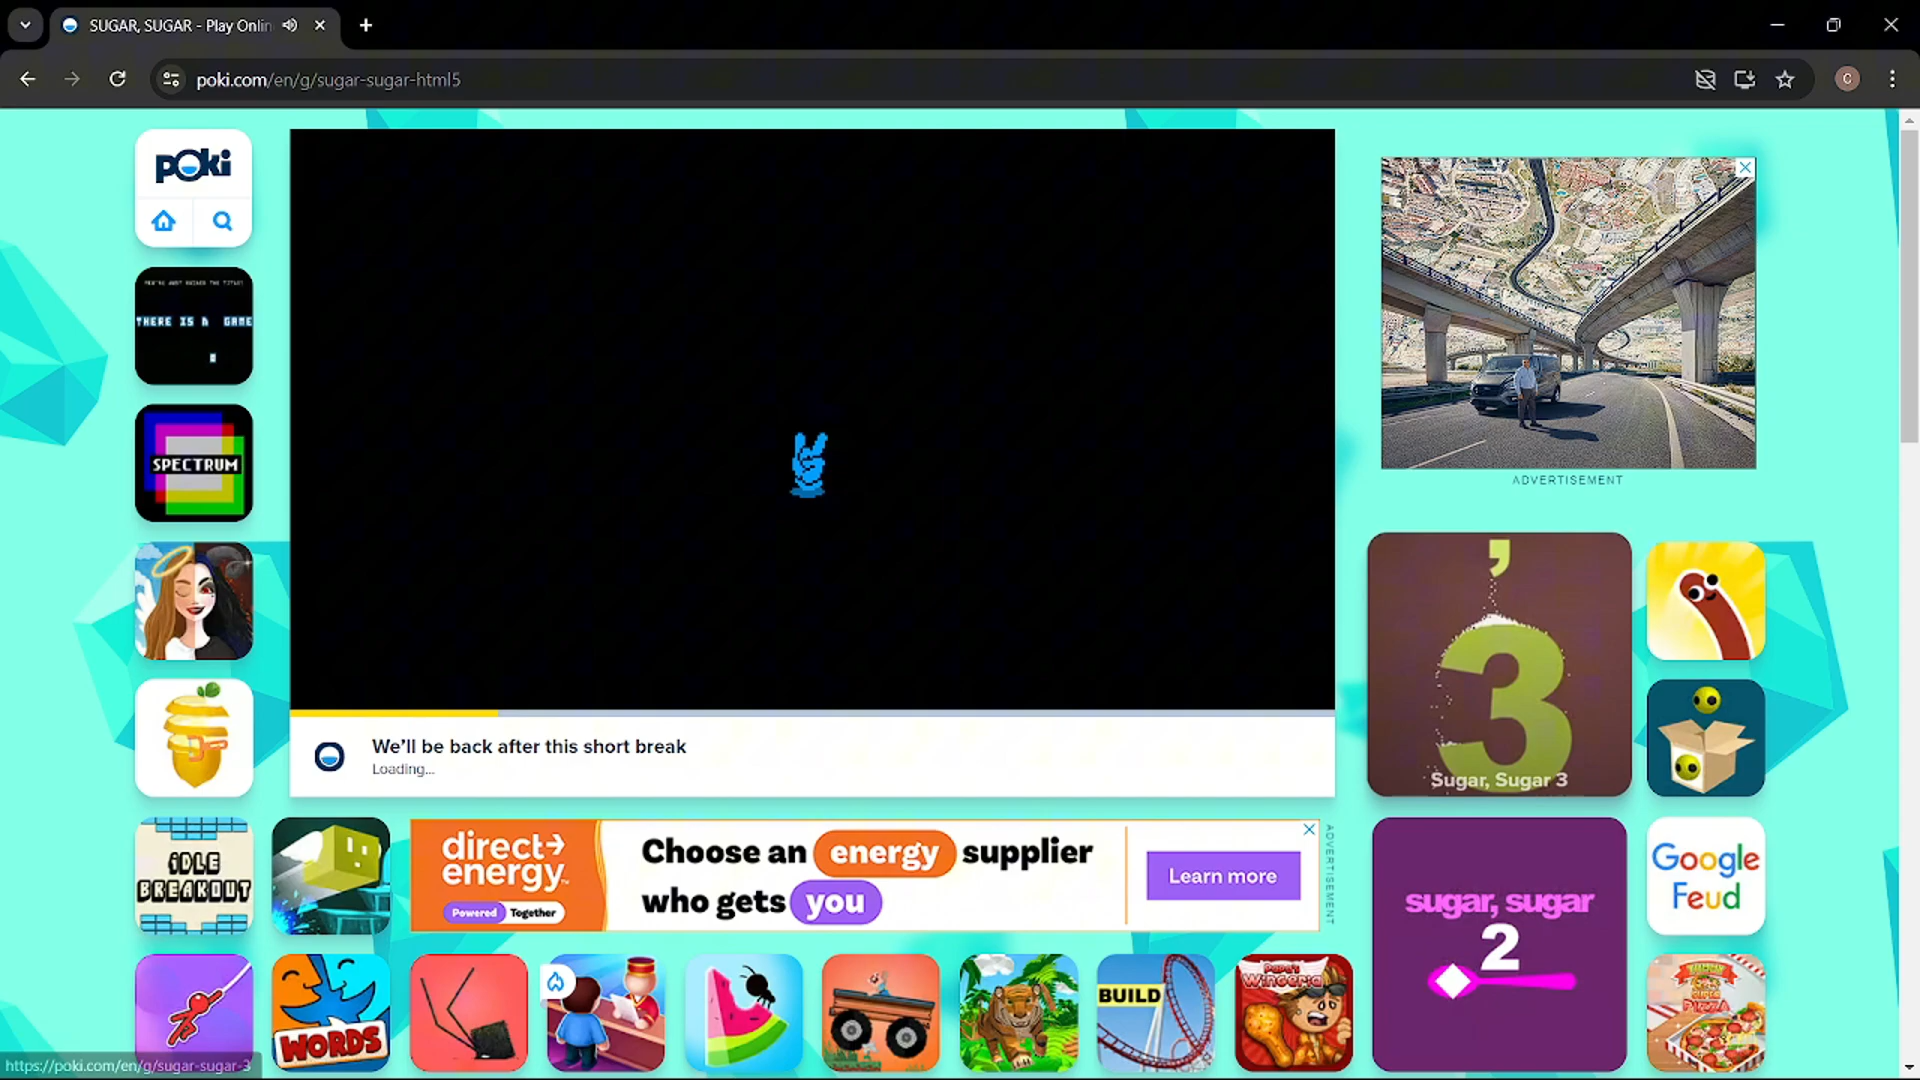 SUGAR, SUGAR - Play Onlin
poki.com/en/g/sugar-sugar-html5
poki
THERE IS A GAME
SPECTRUM
ADVERTISEMENT
3
Sugar, Sugar 3
We'll be back after this short break
Loading...
IDLE
BREAKOUT
direct
energy
Powered Together
Choose an energy supplier
who gets you
Learn more
ADVERTISEMENT
sugar, sugar
2
Google
Feud
WORDS
BUILD
Papa's
Wingeria
PIZZA
https://poki.com/en/g/sugar-sugar-3
C